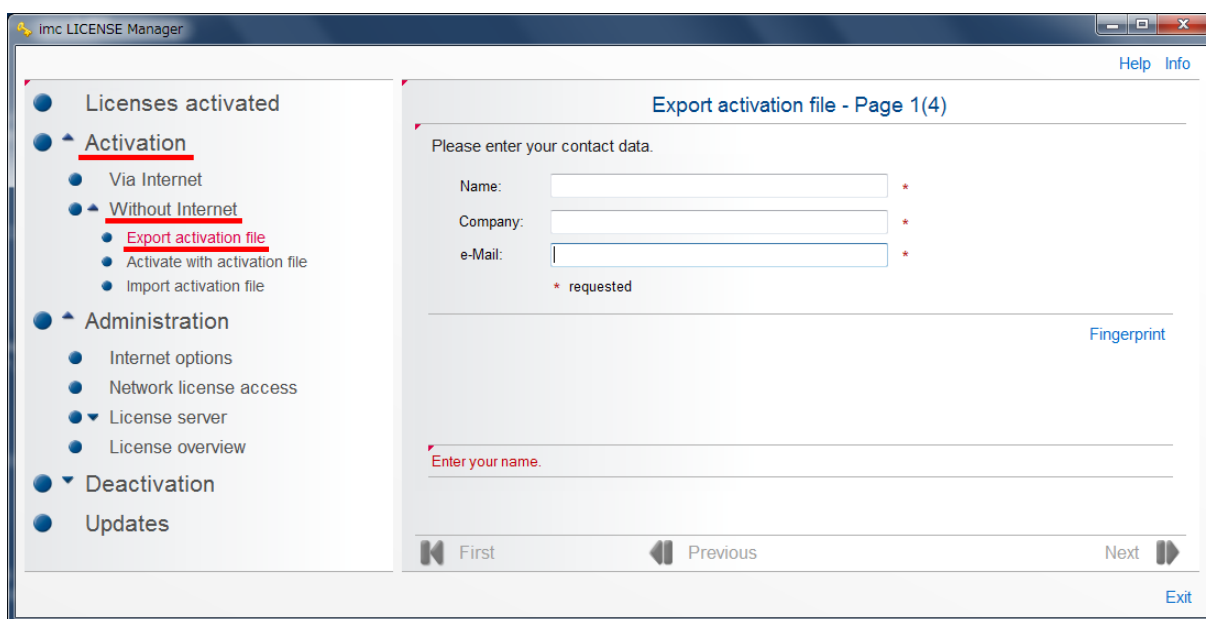 imc LICENSE Manager
Help Info
Licenses activated
Activation
Via Internet
Without Internet
Export activation file
Activate with activation file
Import activation file
Administration
Internet options
Network license access
License server
License overview
Deactivation
Updates
Export activation file - Page 1(4)
Please enter your contact data.
Name: *
Company: *
e-Mail: *
* requested
Fingerprint
Enter your name.
First Previous Next
Exit